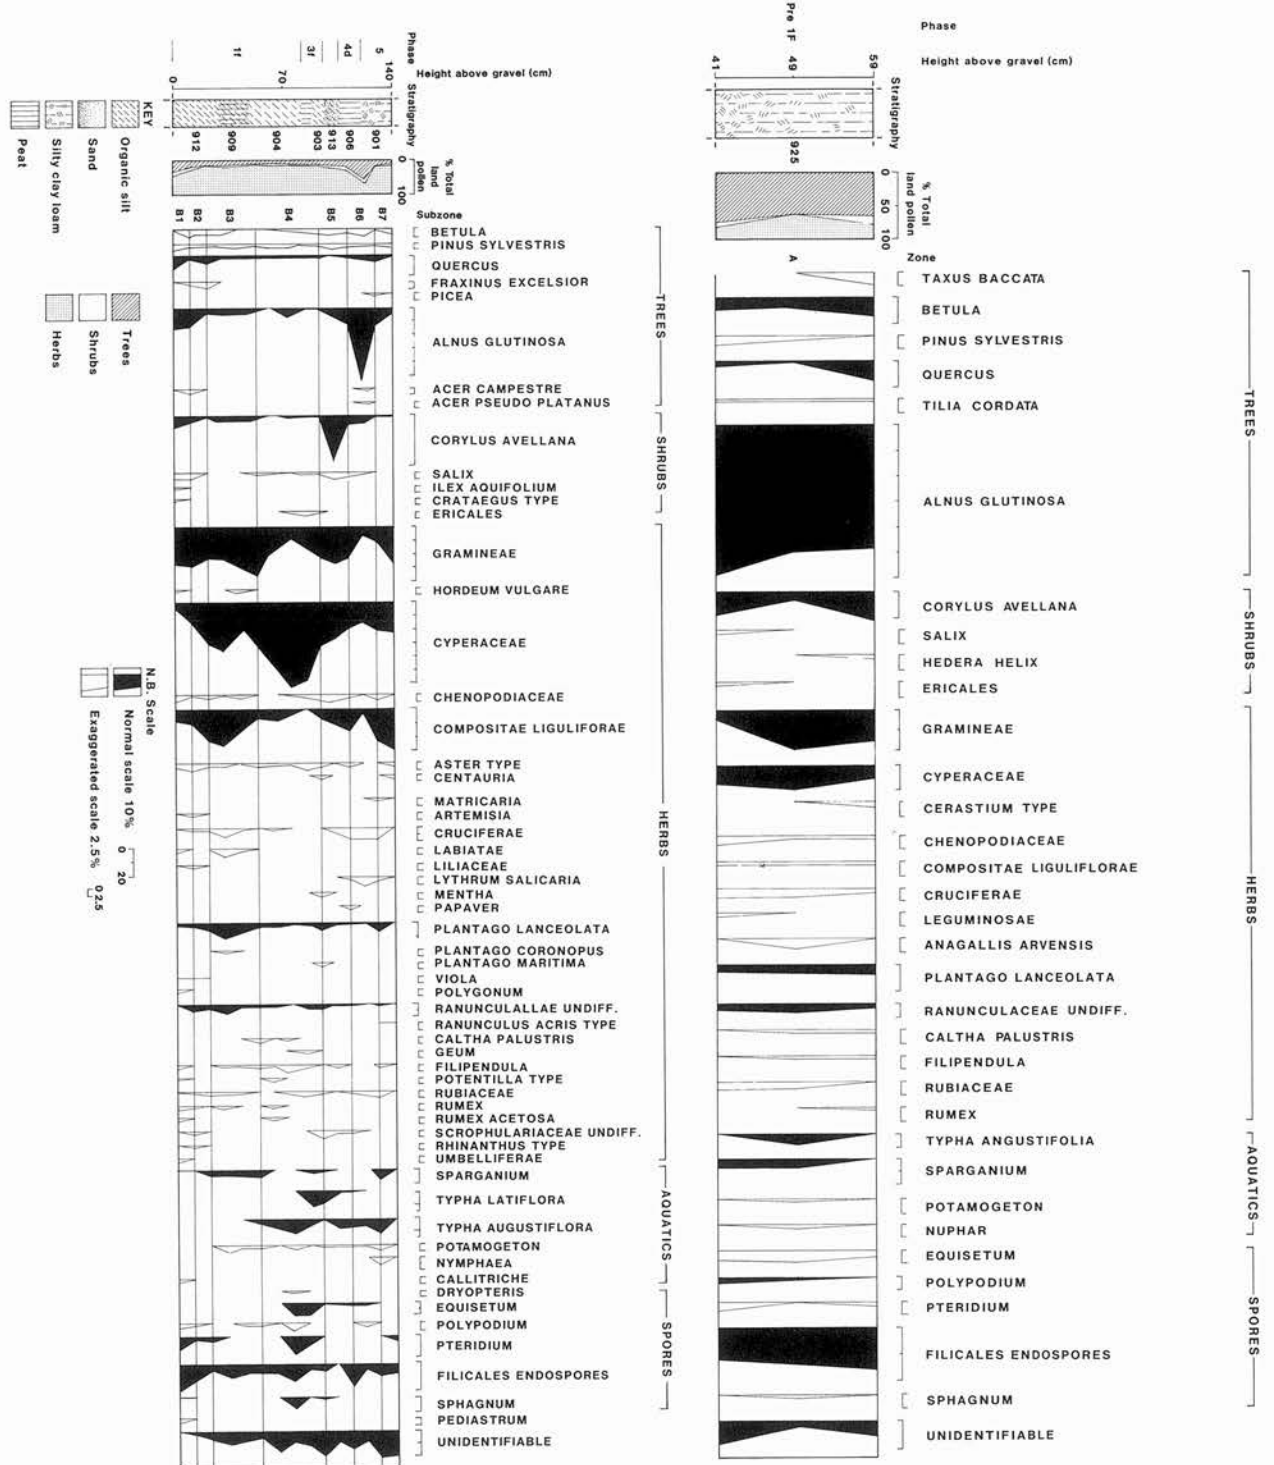 Phase
5
4d
3f
1f
Height above gravel (cm)
140
70
0
Stratigraphy
901
906
913
903
904
909
912
% Total
land
pollen
0
100
Subzone
B1
B2
B3
B4
B5
B6
B7
BETULA
PINUS SYLVESTRIS
QUERCUS
FRAXINUS EXCELSIOR
PICEA
ALNUS GLUTINOSA
ACER CAMPESTRE
ACER PSEUDO PLATANUS
TREES
CORYLUS AVELLANA
SALIX
ILEX AQUIFOLIUM
CRATAEGUS TYPE
ERICALES
SHRUBS
GRAMINEAE
HORDEUM VULGARE
CYPERACEAE
CHENOPODIACEAE
COMPOSITAE LIGULIFORAE
ASTER TYPE
CENTAURIA
MATRICARIA
ARTEMISIA
CRUCIFERAE
LABIATAE
LILIACEAE
LYTHRUM SALICARIA
MENTHA
PAPAVER
PLANTAGO LANCEOLATA
PLANTAGO CORONOPUS
PLANTAGO MARITIMA
VIOLA
POLYGONUM
RANUNCULALLAE UNDIFF.
RANUNCULUS ACRIS TYPE
CALTHA PALUSTRIS
GEUM
FILIPENDULA
POTENTILLA TYPE
RUBIACEAE
RUMEX
RUMEX ACETOSA
SCROPHULARIACEAE UNDIFF.
RHINANTHUS TYPE
UMBELLIFERAE
HERBS
SPARGANIUM
TYPHA LATIFLORA
TYPHA AUGUSTIFLORA
POTAMOGETON
NYMPHAEA
CALLITRICHE
AQUATICS
DRYOPTERIS
EQUISETUM
POLYPODIUM
PTERIDIUM
FILICALES ENDOSPORES
SPHAGNUM
SPORES
PEDIASTRUM
UNIDENTIFIABLE
KEY
Organic silt
Sand
Silty clay loam
Peat
Trees
Shrubs
Herbs
N.B. Scale
Normal scale 10%
0
20
Exaggerated scale 2.5%
0 2.5
Phase
Pre 1F
Height above gravel (cm)
41
49
59
Stratigraphy
925
% Total
land pollen
0
50
100
Zone
A
TAXUS BACCATA
BETULA
PINUS SYLVESTRIS
QUERCUS
TILIA CORDATA
ALNUS GLUTINOSA
TREES
CORYLUS AVELLANA
SALIX
HEDERA HELIX
ERICALES
SHRUBS
GRAMINEAE
CYPERACEAE
CERASTIUM TYPE
CHENOPODIACEAE
COMPOSITAE LIGULIFLORAE
CRUCIFERAE
LEGUMINOSAE
ANAGALLIS ARVENSIS
PLANTAGO LANCEOLATA
RANUNCULACEAE UNDIFF.
CALTHA PALUSTRIS
FILIPENDULA
RUBIACEAE
RUMEX
HERBS
TYPHA ANGUSTIFOLIA
SPARGANIUM
POTAMOGETON
NUPHAR
AQUATICS
EQUISETUM
POLYPODIUM
PTERIDIUM
FILICALES ENDOSPORES
SPHAGNUM
SPORES
UNIDENTIFIABLE